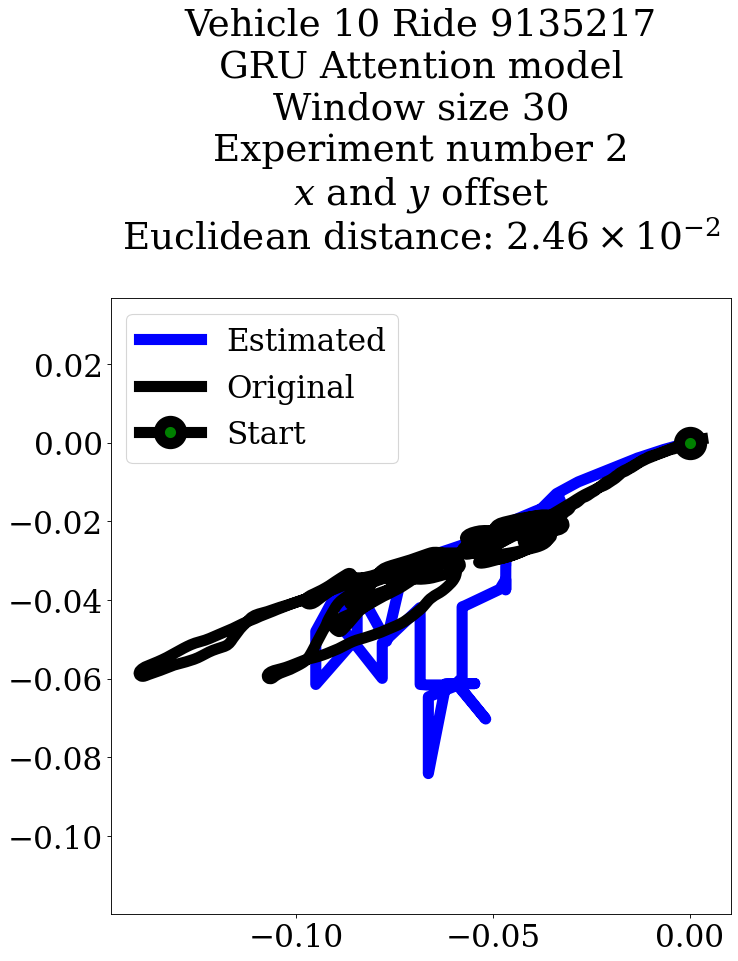 Vehicle 10 Ride 9135217
GRU Attention model
Window size 30
Experiment number 2
x and y offset
Euclidean distance: 2.46 × 10⁻²
Estimated
Original
Start
0.02
0.00
−0.02
−0.04
−0.06
−0.08
−0.10
−0.10 −0.05 0.00